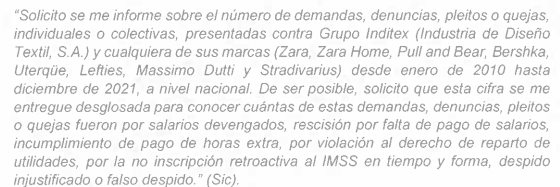 “Solicito se me informe sobre el número de demandas, denuncias, pleitos o quejas,
individuales o colectivas, presentadas contra Grupo Inditex (Industria de Diseño
Textil, S.A.) y cualquiera de sus marcas (Zara, Zara Home, Pull and Bear, Bershka,
Uterqüe, Lefties, Massimo Dutti y Stradivarius) desde enero de 2010 hasta
diciembre de 2021, a nivel nacional. De ser posible, solicito que esta cifra se me
entregue desglosada para conocer cuántas de estas demandas, denuncias, pleitos
o quejas fueron por salarios devengados, rescisión por falta de pago de salarios,
incumplimiento de pago de horas extra, por violación al derecho de reparto de
utilidades, por la no inscripción retroactiva al IMSS en tiempo y forma, despido
injustificado o falso despido.” (Sic).